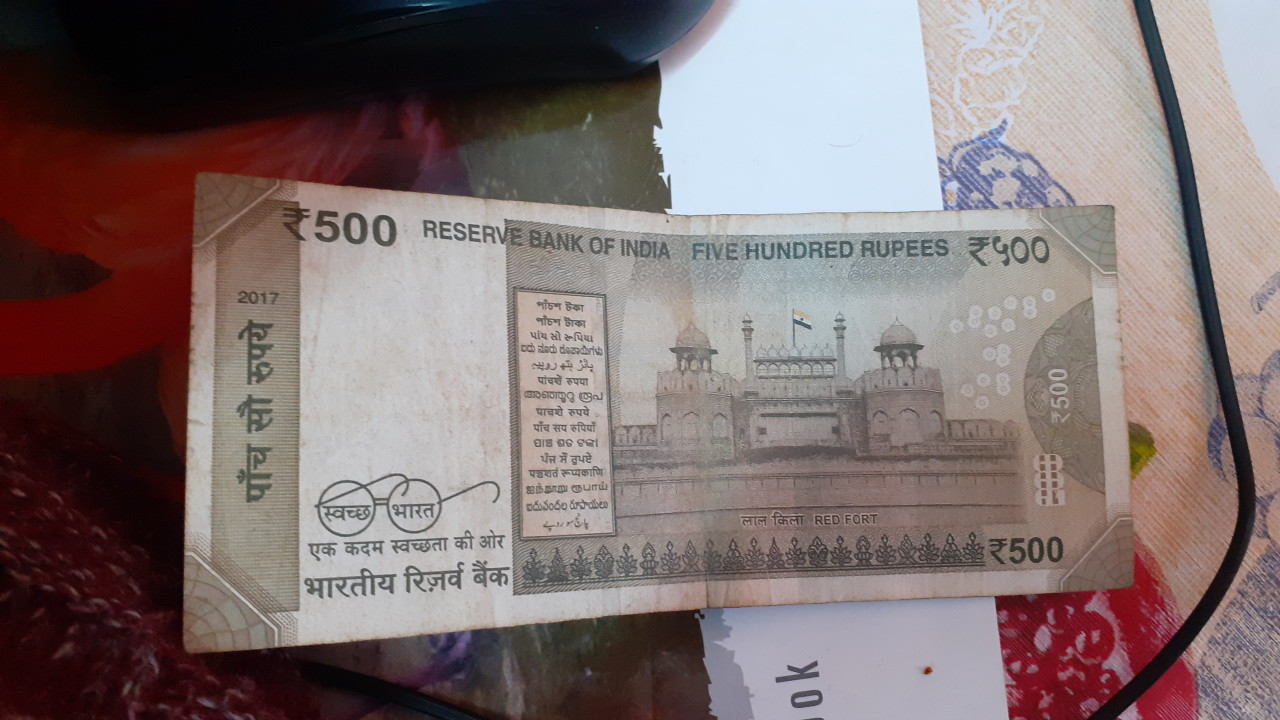 ₹500 RESERVE BANK OF INDIA FIVE HUNDRED RUPEES ₹५००
₹500
2017
पाँच सौ रुपये
लाल किला RED FORT
स्वच्छ भारत
एक कदम स्वच्छता की ओर
भारतीय रिज़र्व बैंक
₹500
ok